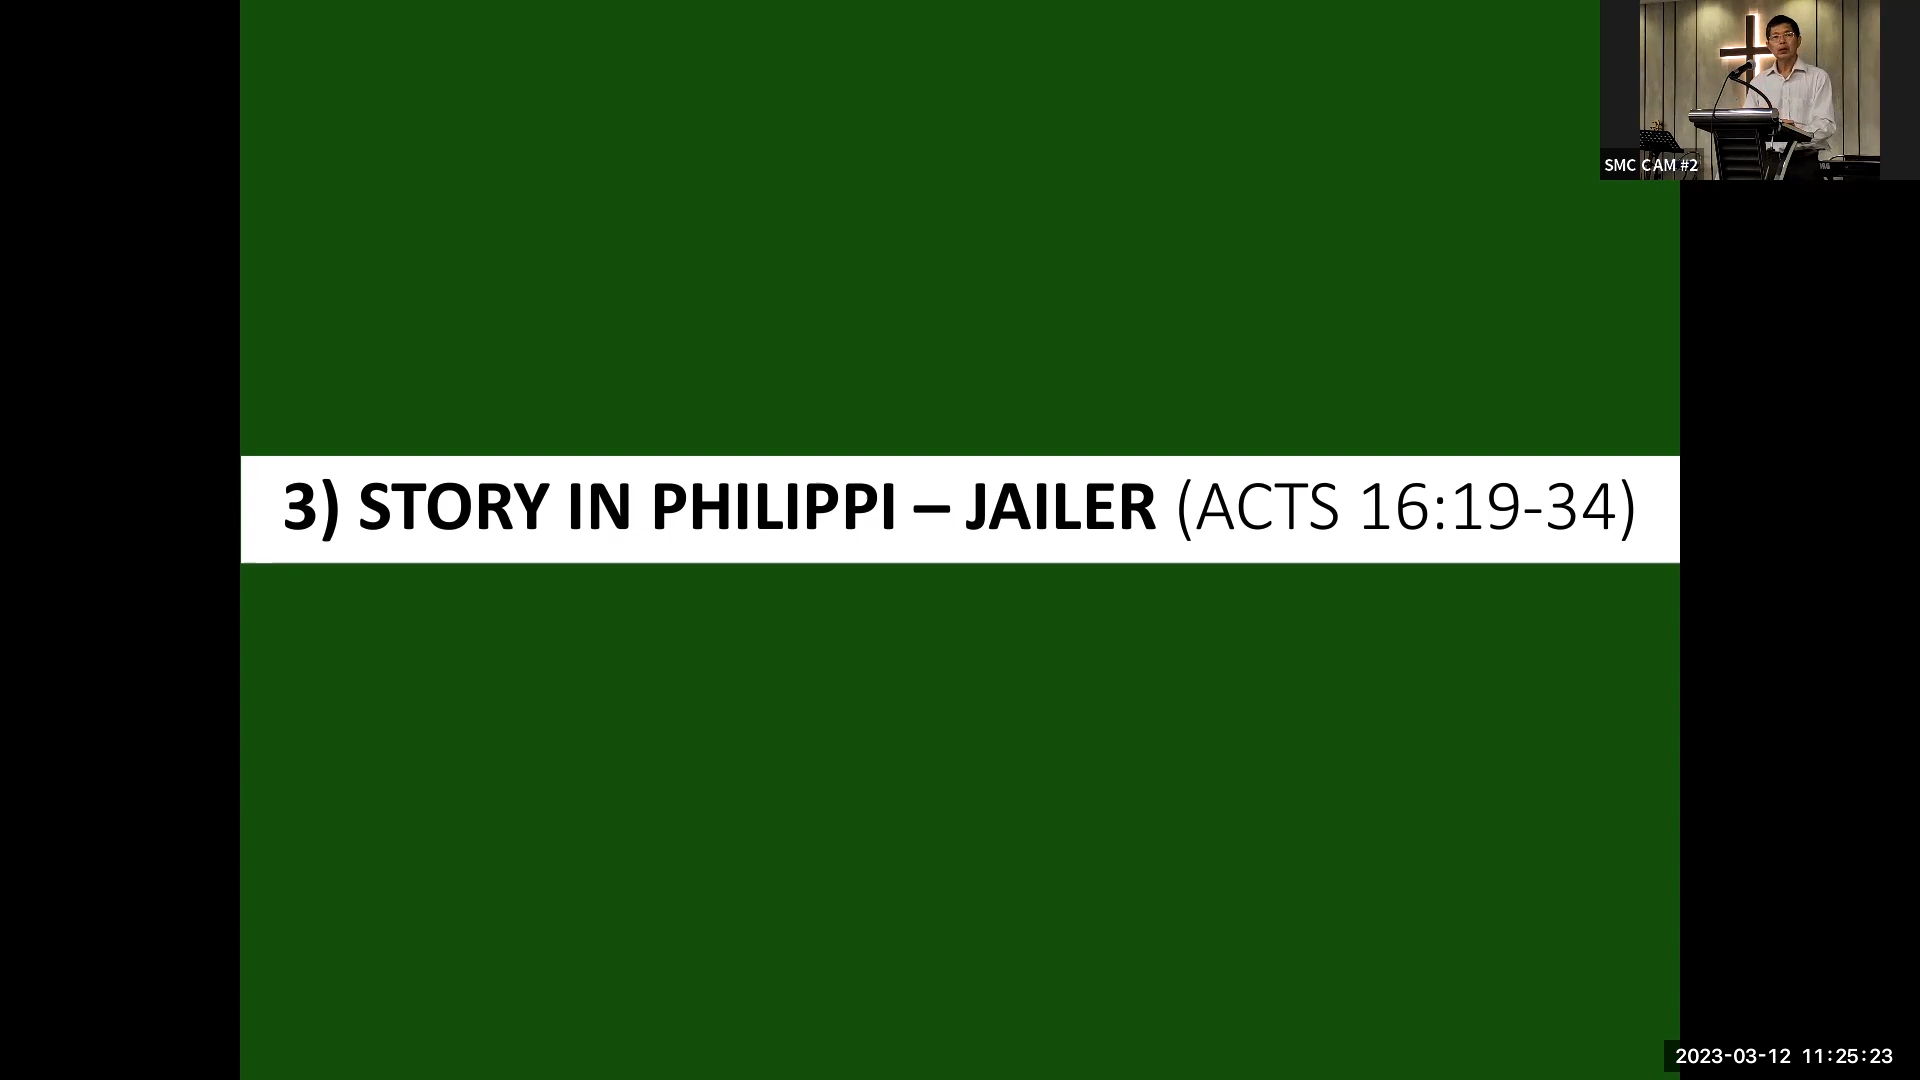 SMC CAM #2
3) STORY IN PHILIPPI – JAILER (ACTS 16:19-34)
2023-03-12 11:25:23